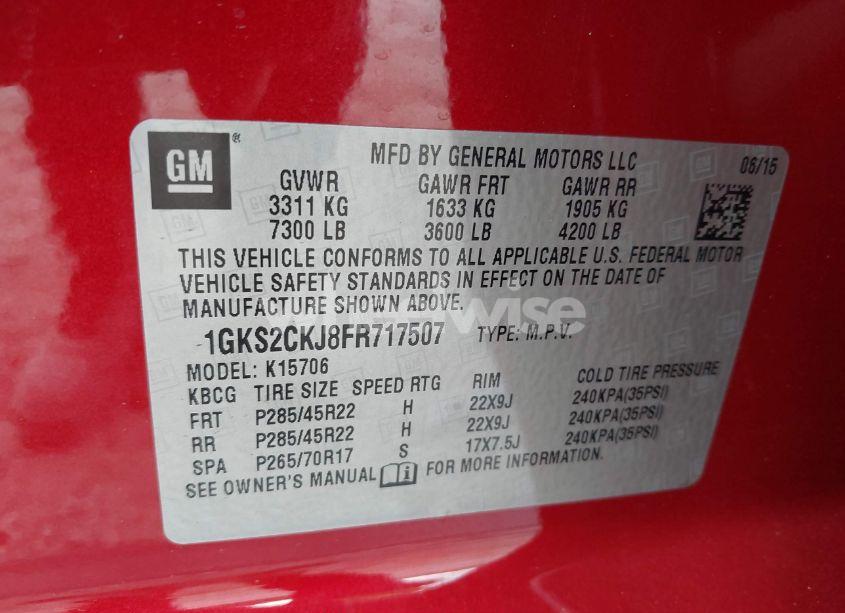 GM ®
MFD BY GENERAL MOTORS LLC 06/15
GVWR GAWR FRT GAWR RR
3311 KG 1633 KG 1905 KG
7300 LB 3600 LB 4200 LB
THIS VEHICLE CONFORMS TO ALL APPLICABLE U.S. FEDERAL MOTOR
VEHICLE SAFETY STANDARDS IN EFFECT ON THE DATE OF
MANUFACTURE SHOWN ABOVE.
1GKS2CKJ8FR717507 TYPE: M.P.V.
MODEL: K15706
KBCG TIRE SIZE SPEED RTG RIM COLD TIRE PRESSURE
FRT P285/45R22 H 22X9J 240KPA(35PSI)
RR P285/45R22 H 22X9J 240KPA(35PSI)
SPA P265/70R17 S 17X7.5J 240KPA(35PSI)
SEE OWNER'S MANUAL FOR MORE INFORMATION.